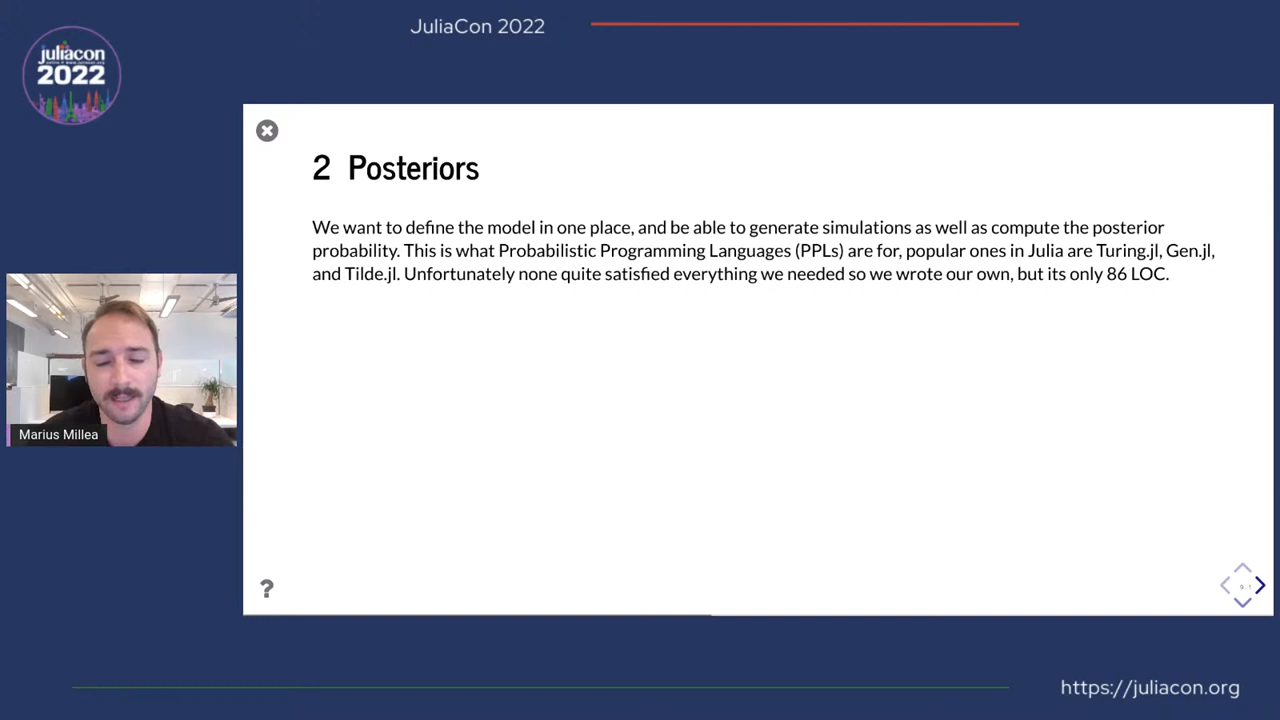 JuliaCon 2022
juliacon
2022
2 Posteriors
We want to define the model in one place, and be able to generate simulations as well as compute the posterior
probability. This is what Probabilistic Programming Languages (PPLs) are for, popular ones in Julia are Turing.jl, Gen.jl,
and Tilde.jl. Unfortunately none quite satisfied everything we needed so we wrote our own, but its only 86 LOC.
Marius Millea
?
https://juliacon.org